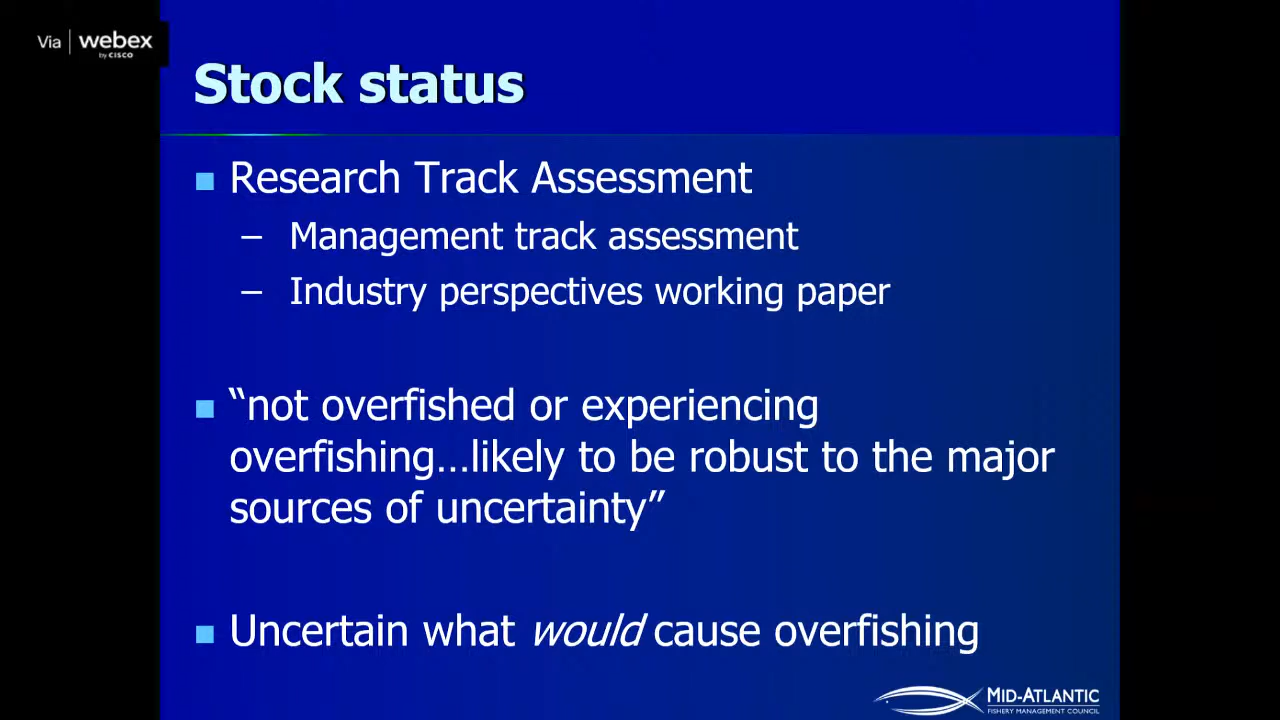 Via | webex
by CISCO
Stock status
Research Track Assessment
– Management track assessment
– Industry perspectives working paper
“not overfished or experiencing
overfishing…likely to be robust to the major
sources of uncertainty”
Uncertain what would cause overfishing
MID-ATLANTIC
FISHERY MANAGEMENT COUNCIL